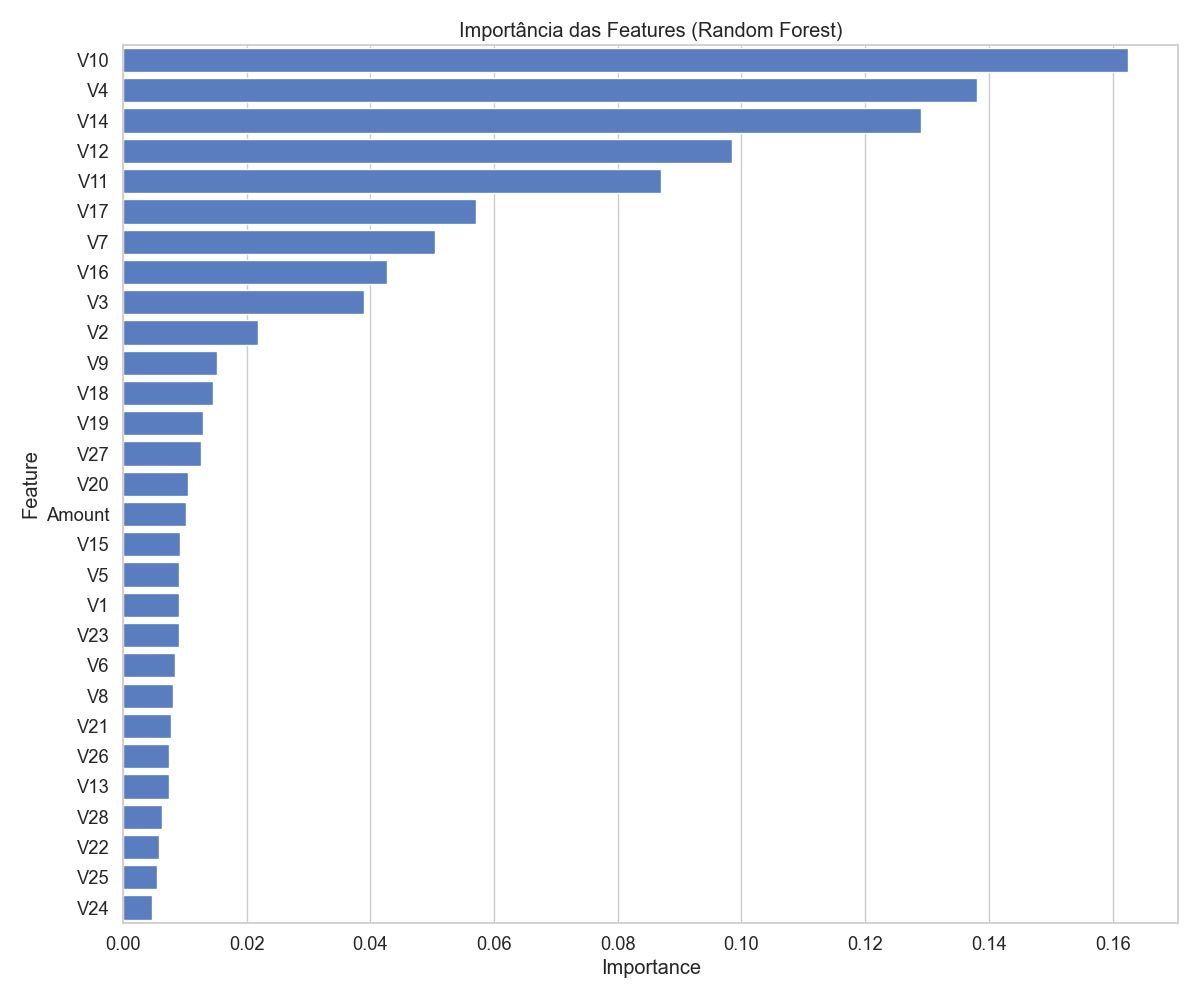 Importância das Features (Random Forest)
V10
V4
V14
V12
V11
V17
V7
V16
V3
V2
V9
V18
V19
V27
V20
Amount
V15
V5
V1
V23
V6
V8
V21
V26
V13
V28
V22
V25
V24
Feature
0.00 0.02 0.04 0.06 0.08 0.10 0.12 0.14 0.16
Importance